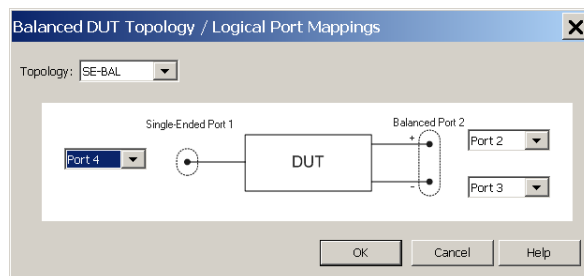 Balanced DUT Topology / Logical Port Mappings
Topology: SE-BAL
Single-Ended Port 1
Balanced Port 2
Port 4
DUT
+
Port 2
-
Port 3
OK Cancel Help